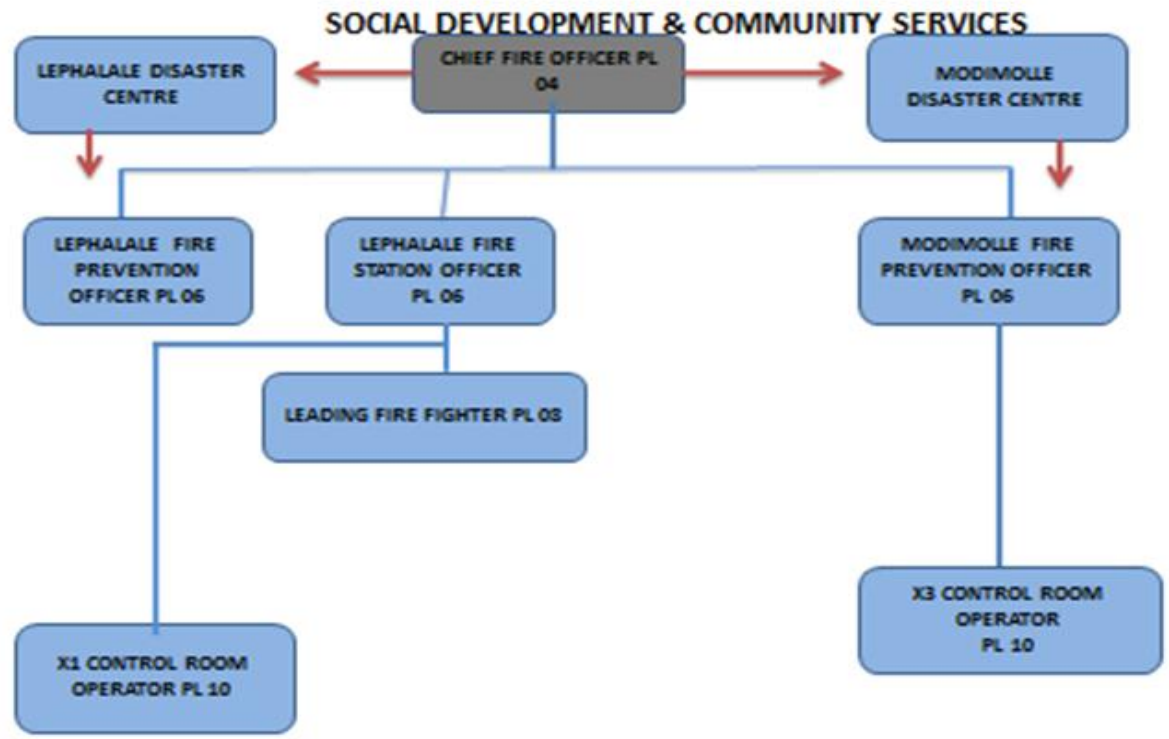 SOCIAL DEVELOPMENT & COMMUNITY SERVICES
LEPHALALE DISASTER
CENTRE
CHIEF FIRE OFFICER PL
04
MODIMOLLE
DISASTER CENTRE
LEPHALALE FIRE
PREVENTION
OFFICER PL 06
LEPHALALE FIRE
STATION OFFICER
PL 06
MODIMOLLE FIRE
PREVENTION OFFICER
PL 06
LEADING FIRE FIGHTER PL 08
X3 CONTROL ROOM
OPERATOR
PL 10
X1 CONTROL ROOM
OPERATOR PL 10